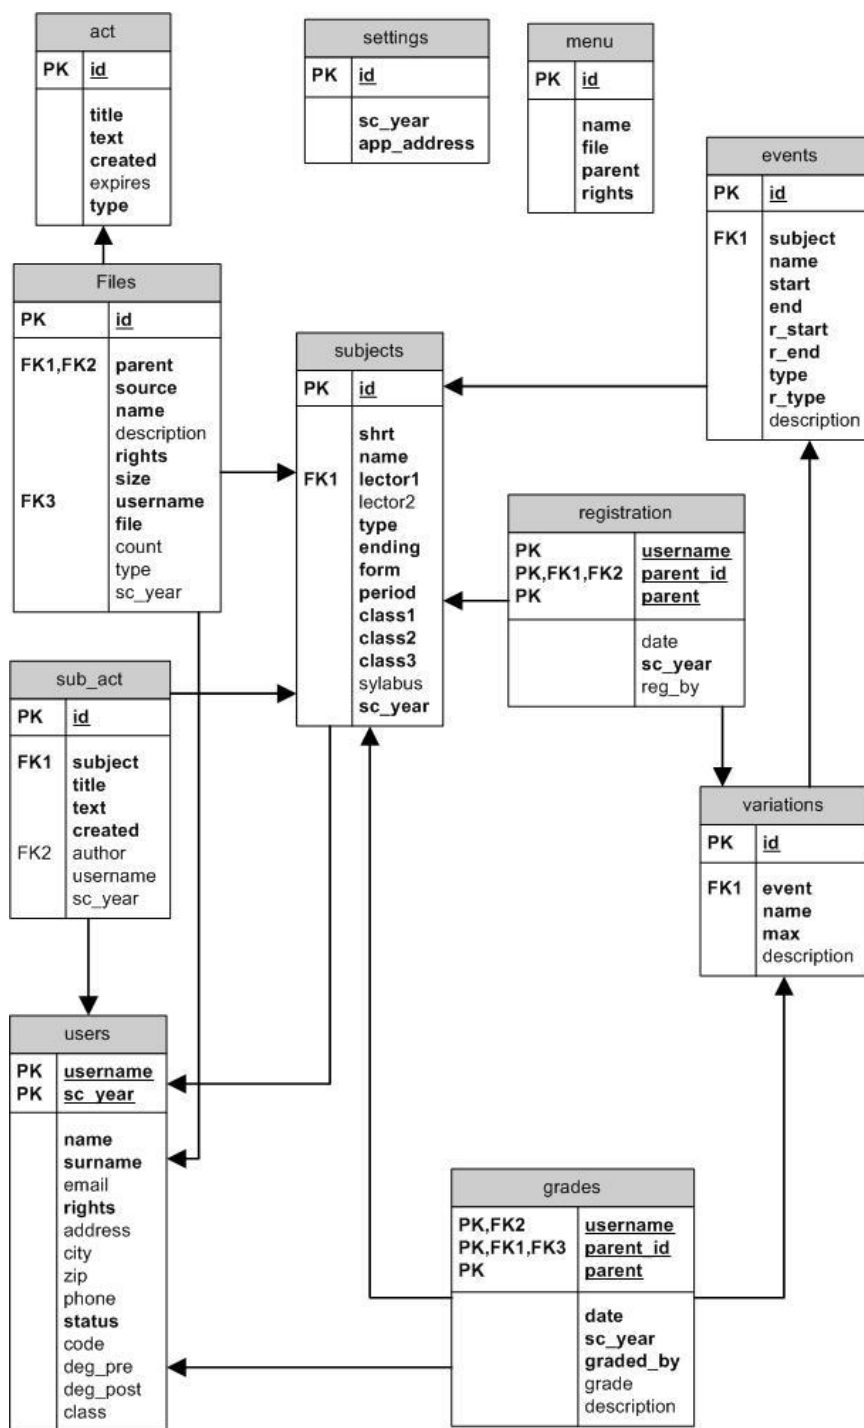 act
PK id
title
text
created
expires
type
settings
PK id
sc_year
app_address
menu
PK id
name
file
parent
rights
events
PK id
FK1 subject
name
start
end
r_start
r_end
type
r_type
description
Files
PK id
FK1,FK2 parent
source
name
description
rights
size
FK3 username
file
count
type
sc_year
subjects
PK id
shrt
name
FK1 lector1
lector2
type
ending
form
period
class1
class2
class3
sylabus
sc_year
registration
PK username
PK,FK1,FK2 parent_id
PK parent
date
sc_year
reg_by
sub_act
PK id
FK1 subject
title
text
created
FK2 author
username
sc_year
variations
PK id
FK1 event
name
max
description
users
PK username
PK sc_year
name
surname
email
rights
address
city
zip
phone
status
code
deg_pre
deg_post
class
grades
PK,FK2 username
PK,FK1,FK3 parent_id
PK parent
date
sc_year
graded_by
grade
description